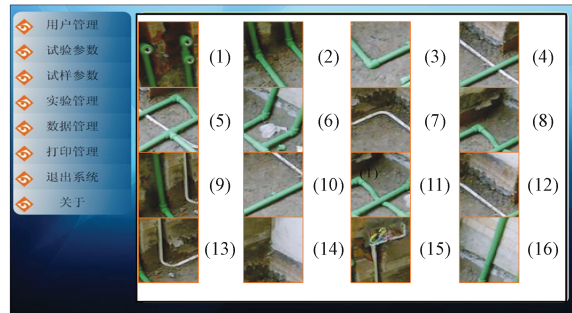 用户管理
试验参数
试样参数
实验管理
数据管理
打印管理
退出系统
关于
(1) (2) (3) (4)
(5) (6) (7) (8)
(9) (10) (1) (11) (12)
(13) (14) (15) (16)